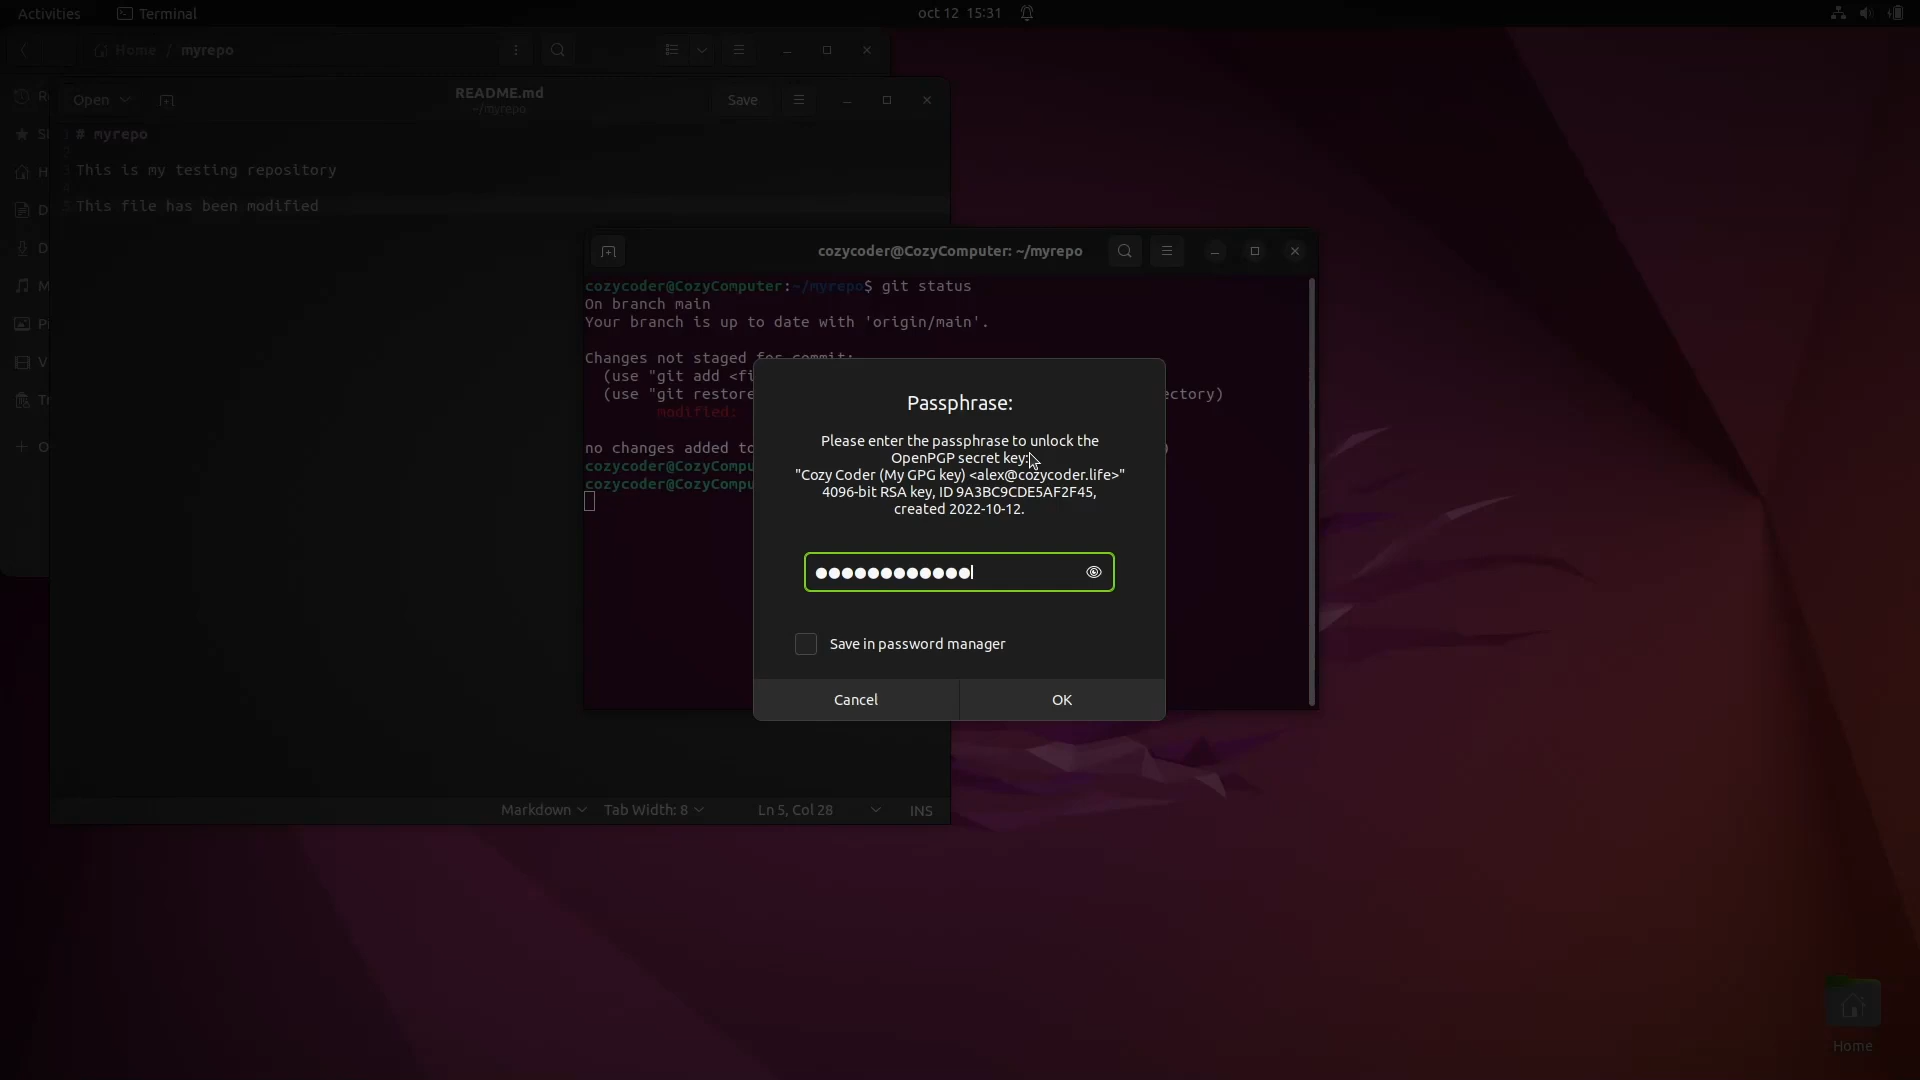 Activities
Terminal
oct 12 15:31
Home / myrepo
Open
README.md
~/myrepo
Save
1 # myrepo
This is my testing repository
This file has been modified
cozycoder@CozyComputer: ~/myrepo
cozycoder@CozyComputer:~/myrepo$ git status
On branch main
Your branch is up to date with 'origin/main'.
Changes not staged for commit:
(use "git add <fi
(use "git restore
ectory)
modified:
no changes added to
)
cozycoder@CozyCompu
cozycoder@CozyCompu
Passphrase:
Please enter the passphrase to unlock the
OpenPGP secret key:
"Cozy Coder (My GPG key) <alex@cozycoder.life>"
4096-bit RSA key, ID 9A3BC9CDE5AF2F45,
created 2022-10-12.
Save in password manager
Cancel
OK
Markdown
Tab Width: 8
Ln 5, Col 28
INS
Home